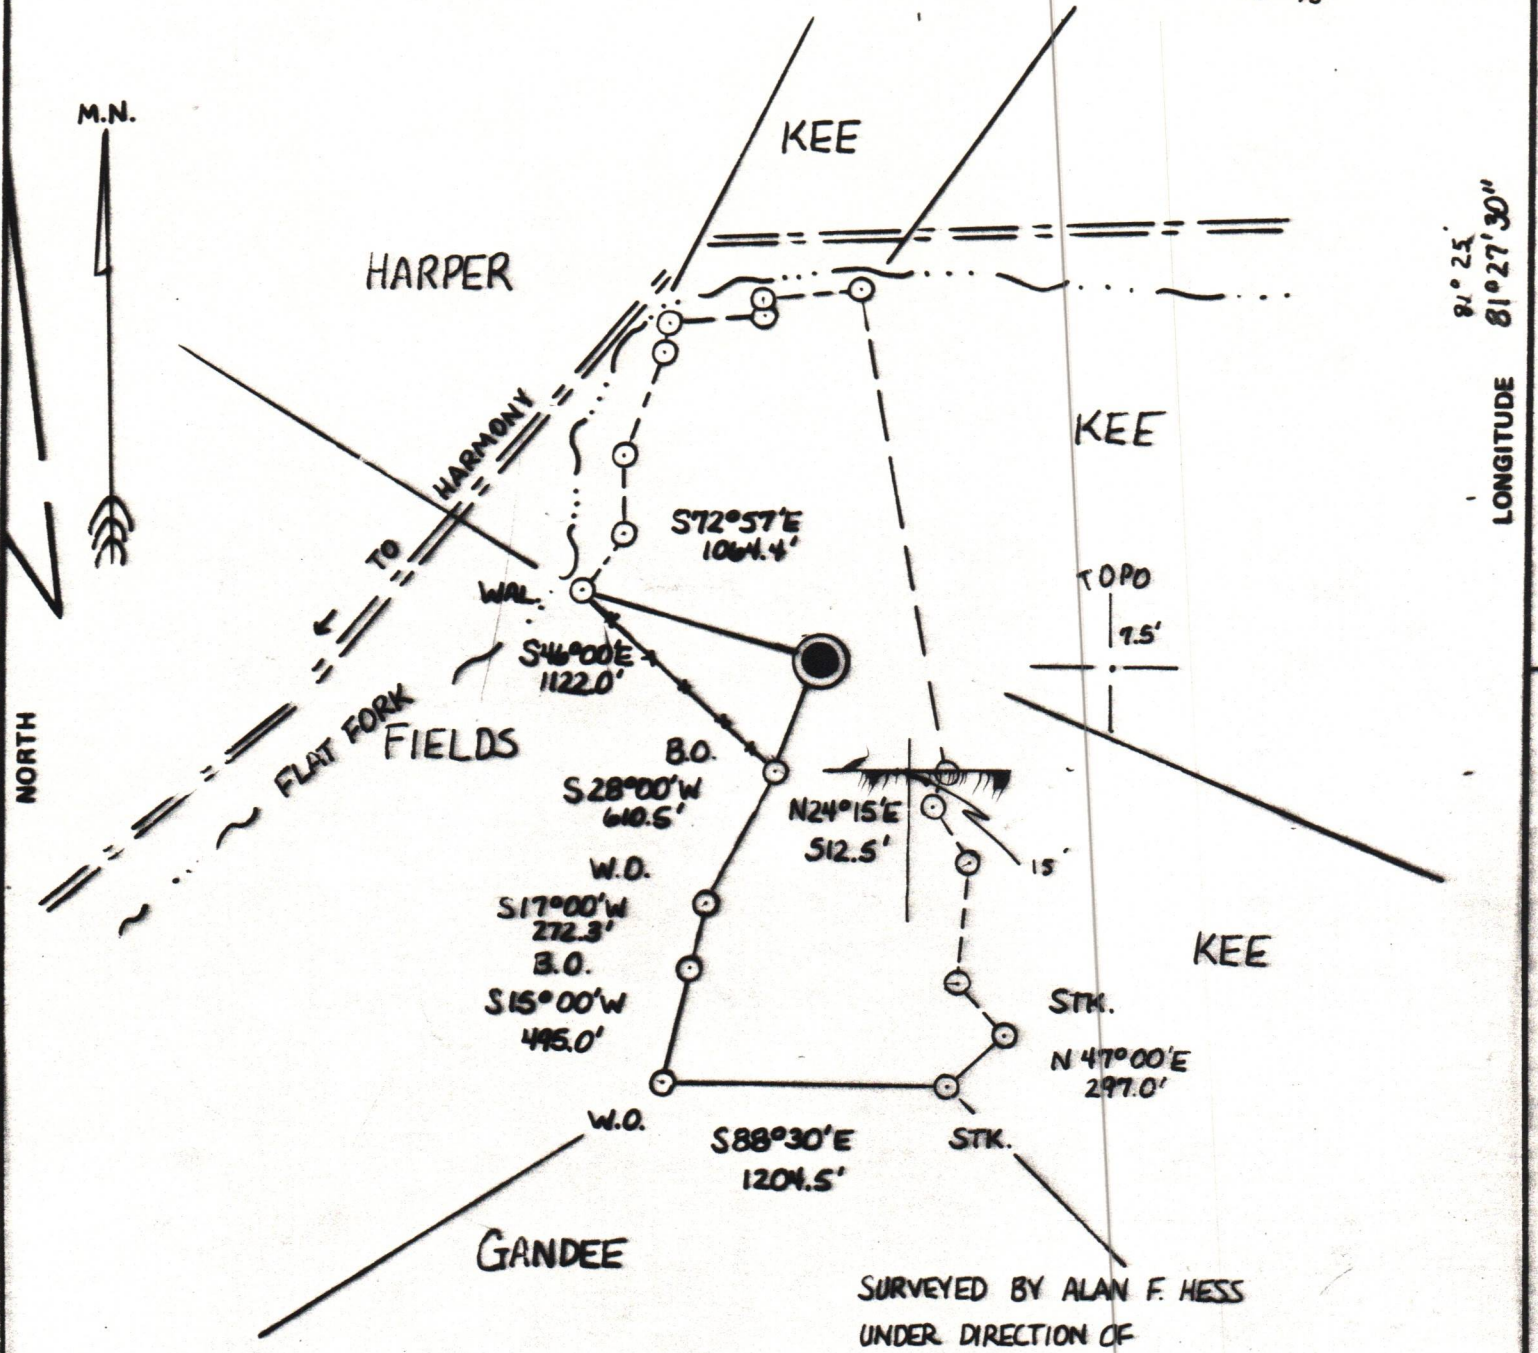 M.N.
KEE
HARPER
81° 25'
81° 27' 30"
LONGITUDE
HARMONY
TO
KEE
S72°57'E
1064.4'
TOPO
7.5'
WAL.
S46°00'E
1122.0'
NORTH
FLAT FORK
FIELDS
B.O.
S28°00'W
610.5'
N24°15'E
512.5'
15'
W.O.
S17°00'W
272.3'
B.O.
S15°00'W
495.0'
KEE
STK.
N 47°00'E
297.0'
W.O.
S88°30'E
1204.5'
STK.
GANDEE
SURVEYED BY ALAN F. HESS
UNDER DIRECTION OF